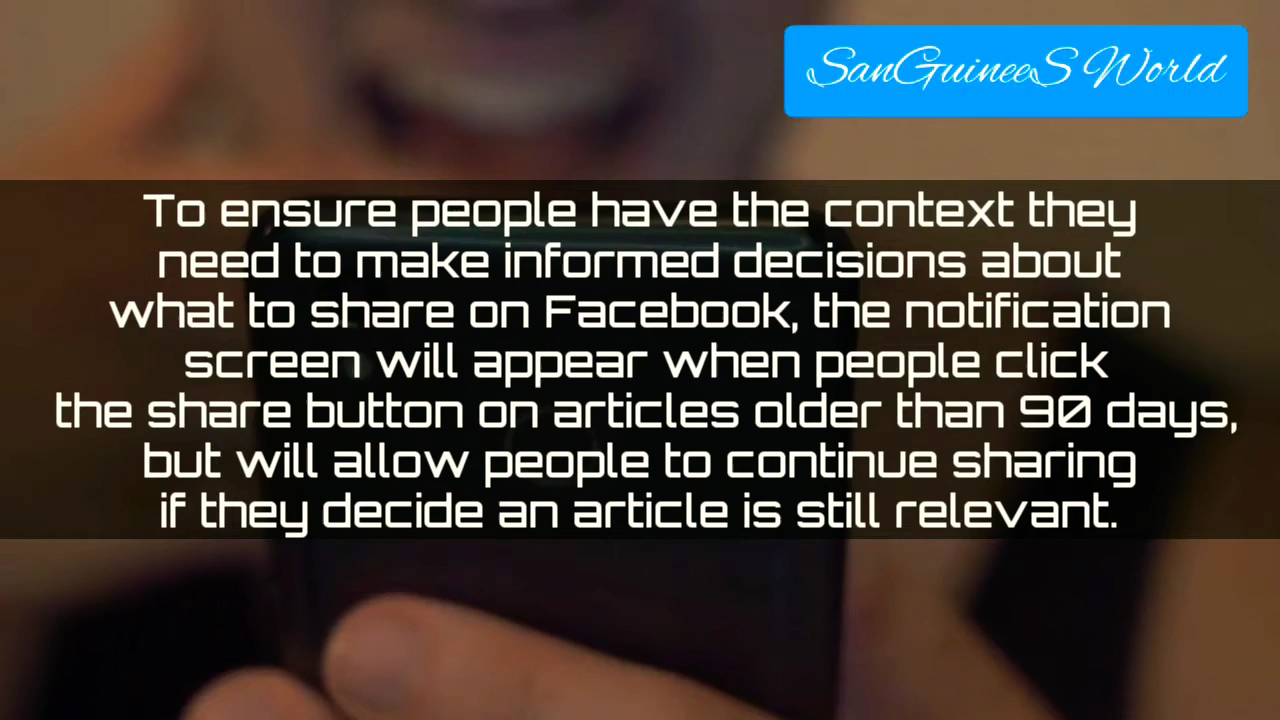 SanGuineeS World
To ensure people have the context they
need to make informed decisions about
what to share on Facebook, the notification
screen will appear when people click
the share button on articles older than 90 days,
but will allow people to continue sharing
if they decide an article is still relevant.